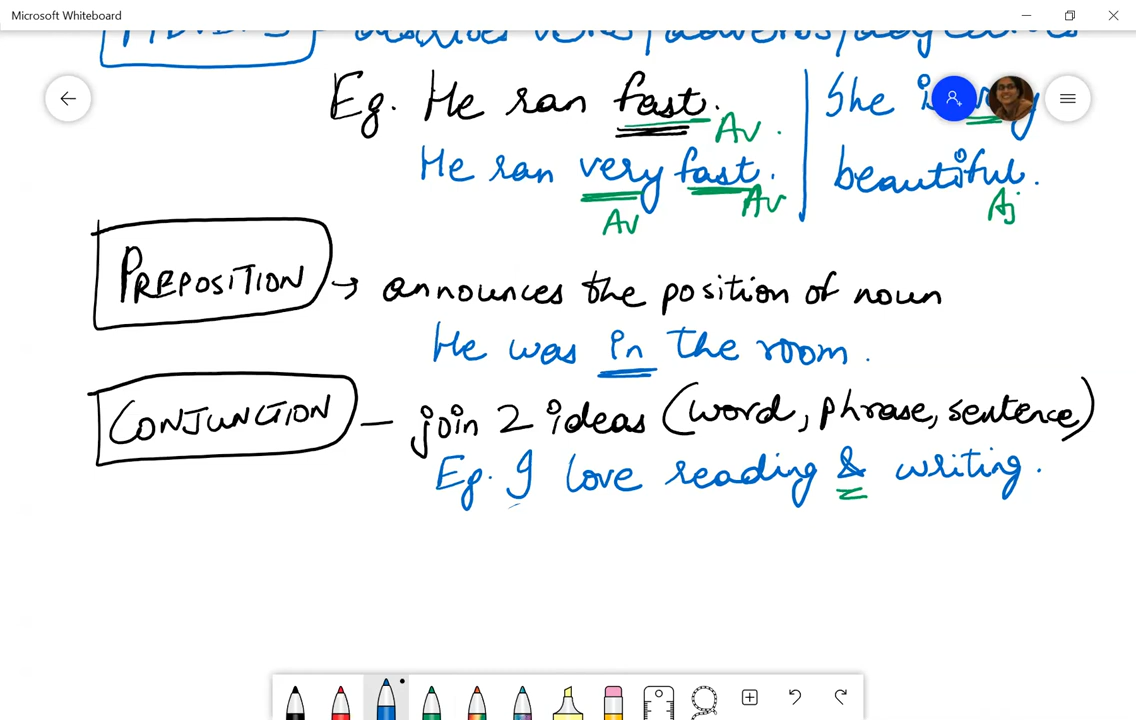 Microsoft Whiteboard
Eg. He ran fast.
Av.
He ran very fast.
Av
Av
She
beautiful.
Aj
PREPOSITION → announces the position of noun
He was in the room.
CONJUNCTION — join 2 ideas (word, phrase, sentence)
Eg. I love reading & writing.